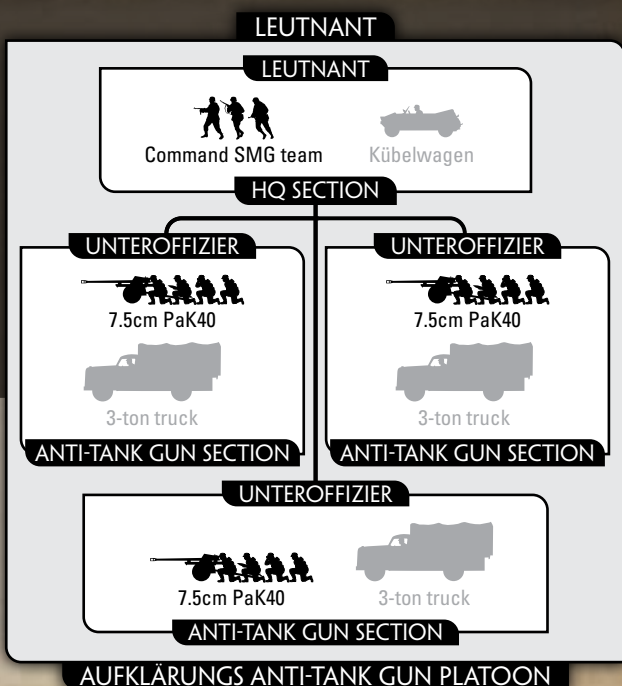 LEUTNANT
LEUTNANT
Command SMG team
Kübelwagen
HQ SECTION
UNTEROFFIZIER
UNTEROFFIZIER
7.5cm PaK40
7.5cm PaK40
3-ton truck
3-ton truck
ANTI-TANK GUN SECTION
ANTI-TANK GUN SECTION
UNTEROFFIZIER
7.5cm PaK40
3-ton truck
ANTI-TANK GUN SECTION
AUFKLÄRUNGS ANTI-TANK GUN PLATOON